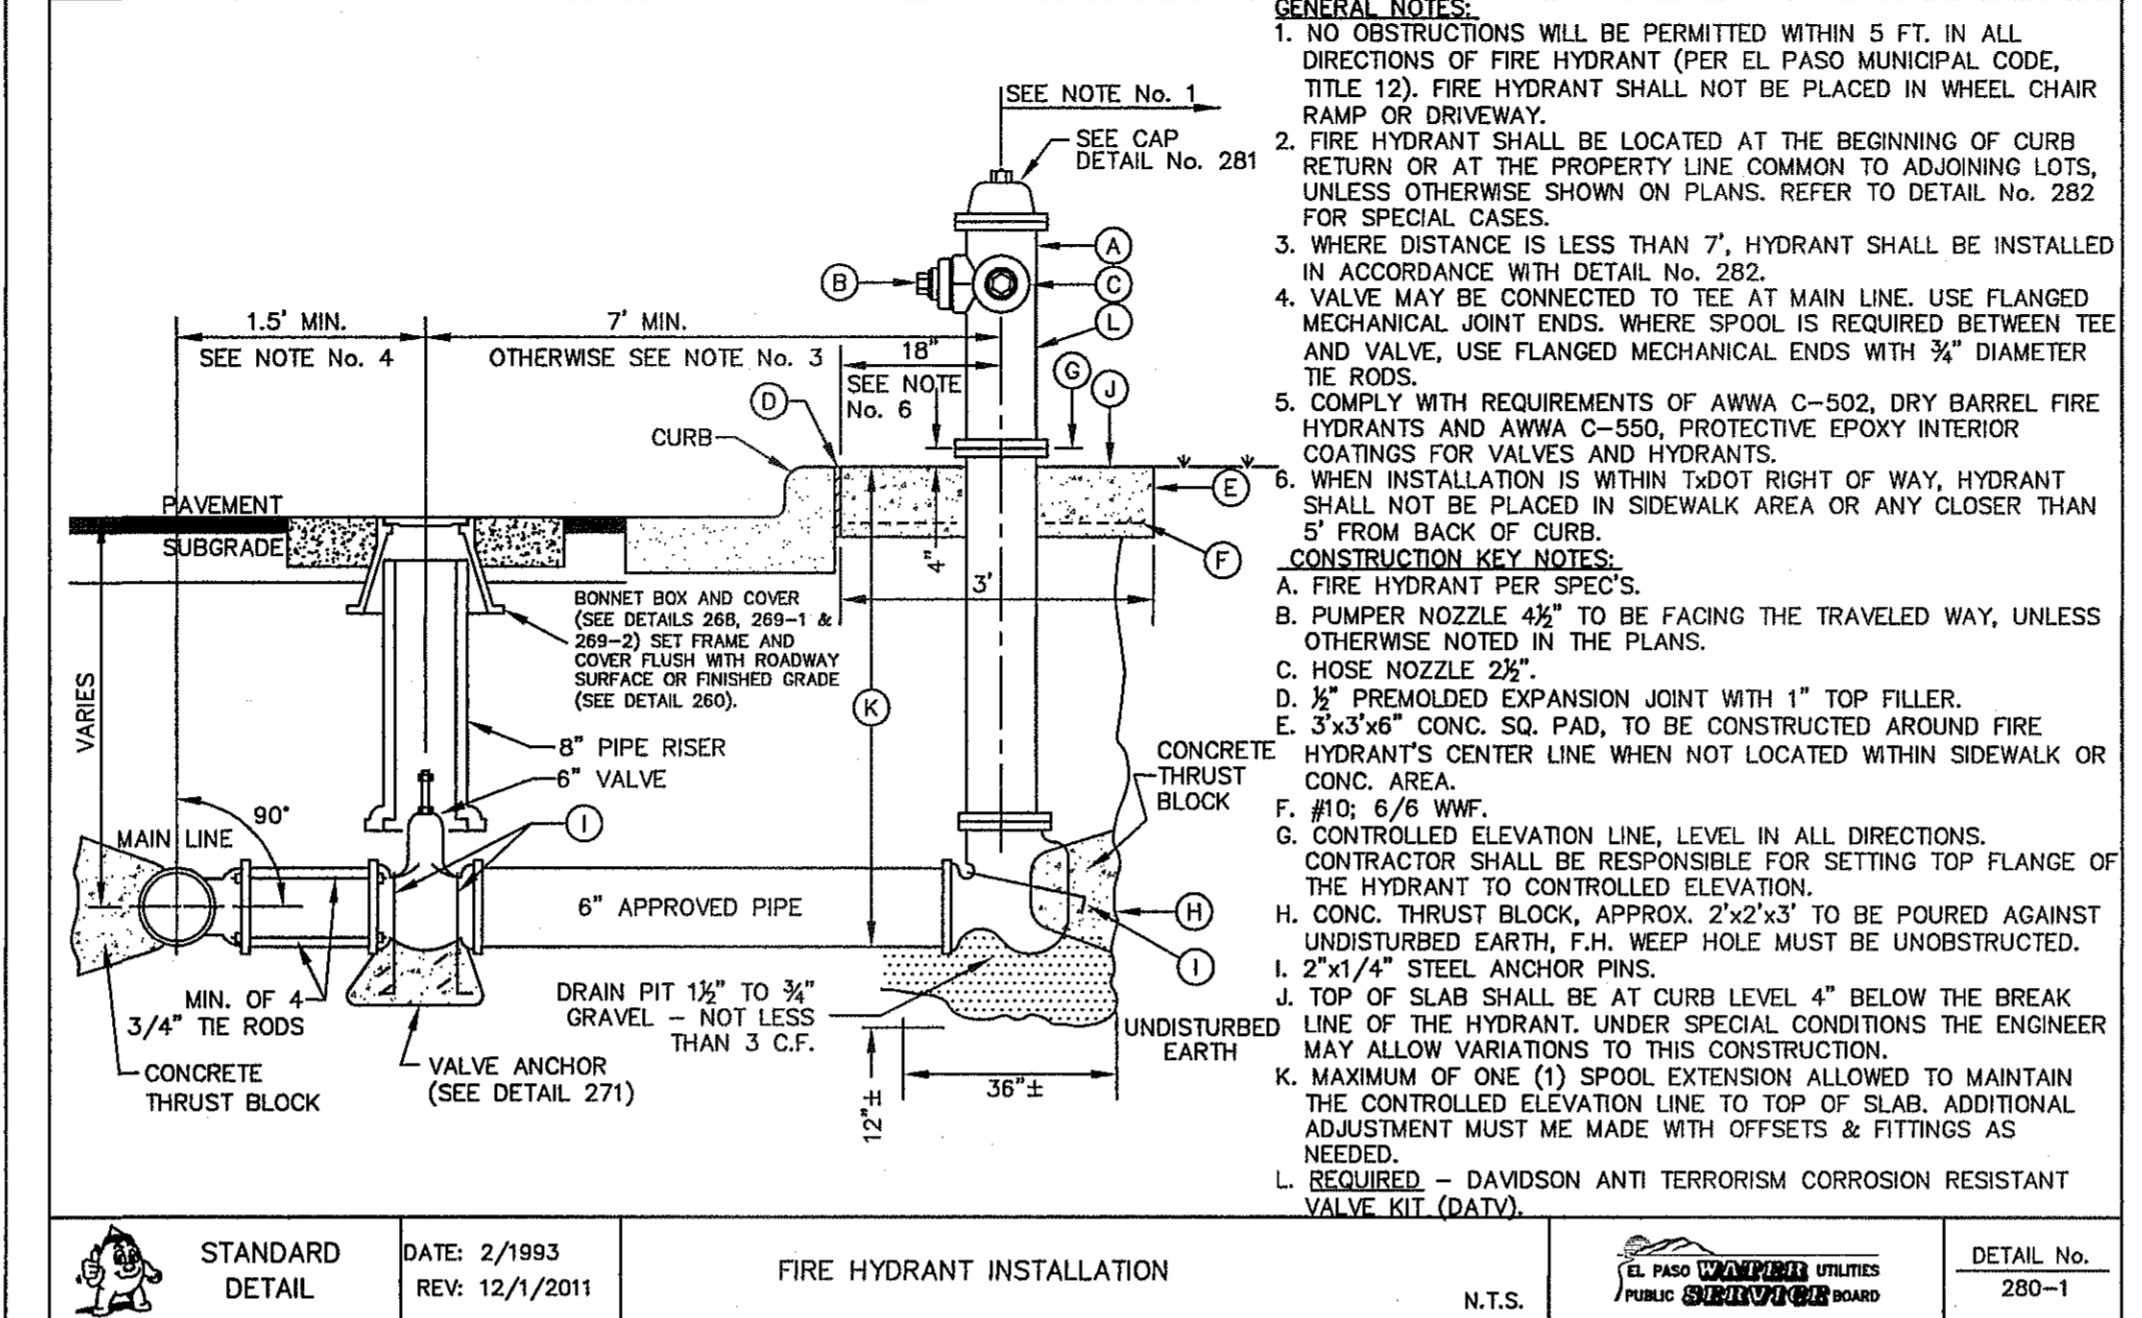 GENERAL NOTES:
1. NO OBSTRUCTIONS WILL BE PERMITTED WITHIN 5 FT. IN ALL
DIRECTIONS OF FIRE HYDRANT (PER EL PASO MUNICIPAL CODE,
TITLE 12). FIRE HYDRANT SHALL NOT BE PLACED IN WHEEL CHAIR
RAMP OR DRIVEWAY.
2. FIRE HYDRANT SHALL BE LOCATED AT THE BEGINNING OF CURB
RETURN OR AT THE PROPERTY LINE COMMON TO ADJOINING LOTS,
UNLESS OTHERWISE SHOWN ON PLANS. REFER TO DETAIL No. 282
FOR SPECIAL CASES.
3. WHERE DISTANCE IS LESS THAN 7', HYDRANT SHALL BE INSTALLED
IN ACCORDANCE WITH DETAIL No. 282.
4. VALVE MAY BE CONNECTED TO TEE AT MAIN LINE. USE FLANGED
MECHANICAL JOINT ENDS. WHERE SPOOL IS REQUIRED BETWEEN TEE
AND VALVE, USE FLANGED MECHANICAL ENDS WITH ¾" DIAMETER
TIE RODS.
5. COMPLY WITH REQUIREMENTS OF AWWA C-502, DRY BARREL FIRE
HYDRANTS AND AWWA C-550, PROTECTIVE EPOXY INTERIOR
COATINGS FOR VALVES AND HYDRANTS.
6. WHEN INSTALLATION IS WITHIN TxDOT RIGHT OF WAY, HYDRANT
SHALL NOT BE PLACED IN SIDEWALK AREA OR ANY CLOSER THAN
5' FROM BACK OF CURB.
CONSTRUCTION KEY NOTES:
A. FIRE HYDRANT PER SPEC'S.
B. PUMPER NOZZLE 4½" TO BE FACING THE TRAVELED WAY, UNLESS
OTHERWISE NOTED IN THE PLANS.
C. HOSE NOZZLE 2½".
D. ½" PREMOLDED EXPANSION JOINT WITH 1" TOP FILLER.
E. 3'x3'x6" CONC. SQ. PAD, TO BE CONSTRUCTED AROUND FIRE
HYDRANT'S CENTER LINE WHEN NOT LOCATED WITHIN SIDEWALK OR
CONC. AREA.
F. #10; 6/6 WWF.
G. CONTROLLED ELEVATION LINE, LEVEL IN ALL DIRECTIONS.
CONTRACTOR SHALL BE RESPONSIBLE FOR SETTING TOP FLANGE OF
THE HYDRANT TO CONTROLLED ELEVATION.
H. CONC. THRUST BLOCK, APPROX. 2'x2'x3' TO BE POURED AGAINST
UNDISTURBED EARTH, F.H. WEEP HOLE MUST BE UNOBSTRUCTED.
I. 2"x1/4" STEEL ANCHOR PINS.
J. TOP OF SLAB SHALL BE AT CURB LEVEL 4" BELOW THE BREAK
LINE OF THE HYDRANT. UNDER SPECIAL CONDITIONS THE ENGINEER
MAY ALLOW VARIATIONS TO THIS CONSTRUCTION.
K. MAXIMUM OF ONE (1) SPOOL EXTENSION ALLOWED TO MAINTAIN
THE CONTROLLED ELEVATION LINE TO TOP OF SLAB. ADDITIONAL
ADJUSTMENT MUST ME MADE WITH OFFSETS & FITTINGS AS
NEEDED.
L. REQUIRED – DAVIDSON ANTI TERRORISM CORROSION RESISTANT
VALVE KIT (DATV).
SEE NOTE No. 1
SEE CAP
DETAIL No. 281
A
B
C
L
1.5' MIN.
SEE NOTE No. 4
7' MIN.
OTHERWISE SEE NOTE No. 3
18"
SEE NOTE
No. 6
G
J
D
CURB
E
PAVEMENT
SUBGRADE
4"
F
3'
BONNET BOX AND COVER
(SEE DETAILS 268, 269-1 &
269-2) SET FRAME AND
COVER FLUSH WITH ROADWAY
SURFACE OR FINISHED GRADE
(SEE DETAIL 260).
VARIES
K
8" PIPE RISER
6" VALVE
CONCRETE
THRUST
BLOCK
90°
I
MAIN LINE
6" APPROVED PIPE
H
I
MIN. OF 4
3/4" TIE RODS
DRAIN PIT 1½" TO ¾"
GRAVEL – NOT LESS
THAN 3 C.F.
UNDISTURBED
EARTH
CONCRETE
THRUST BLOCK
VALVE ANCHOR
(SEE DETAIL 271)
12"±
36"±
STANDARD
DETAIL
DATE: 2/1993
REV: 12/1/2011
FIRE HYDRANT INSTALLATION
N.T.S.
EL PASO WATER UTILITIES
PUBLIC SERVICE BOARD
DETAIL No.
280-1